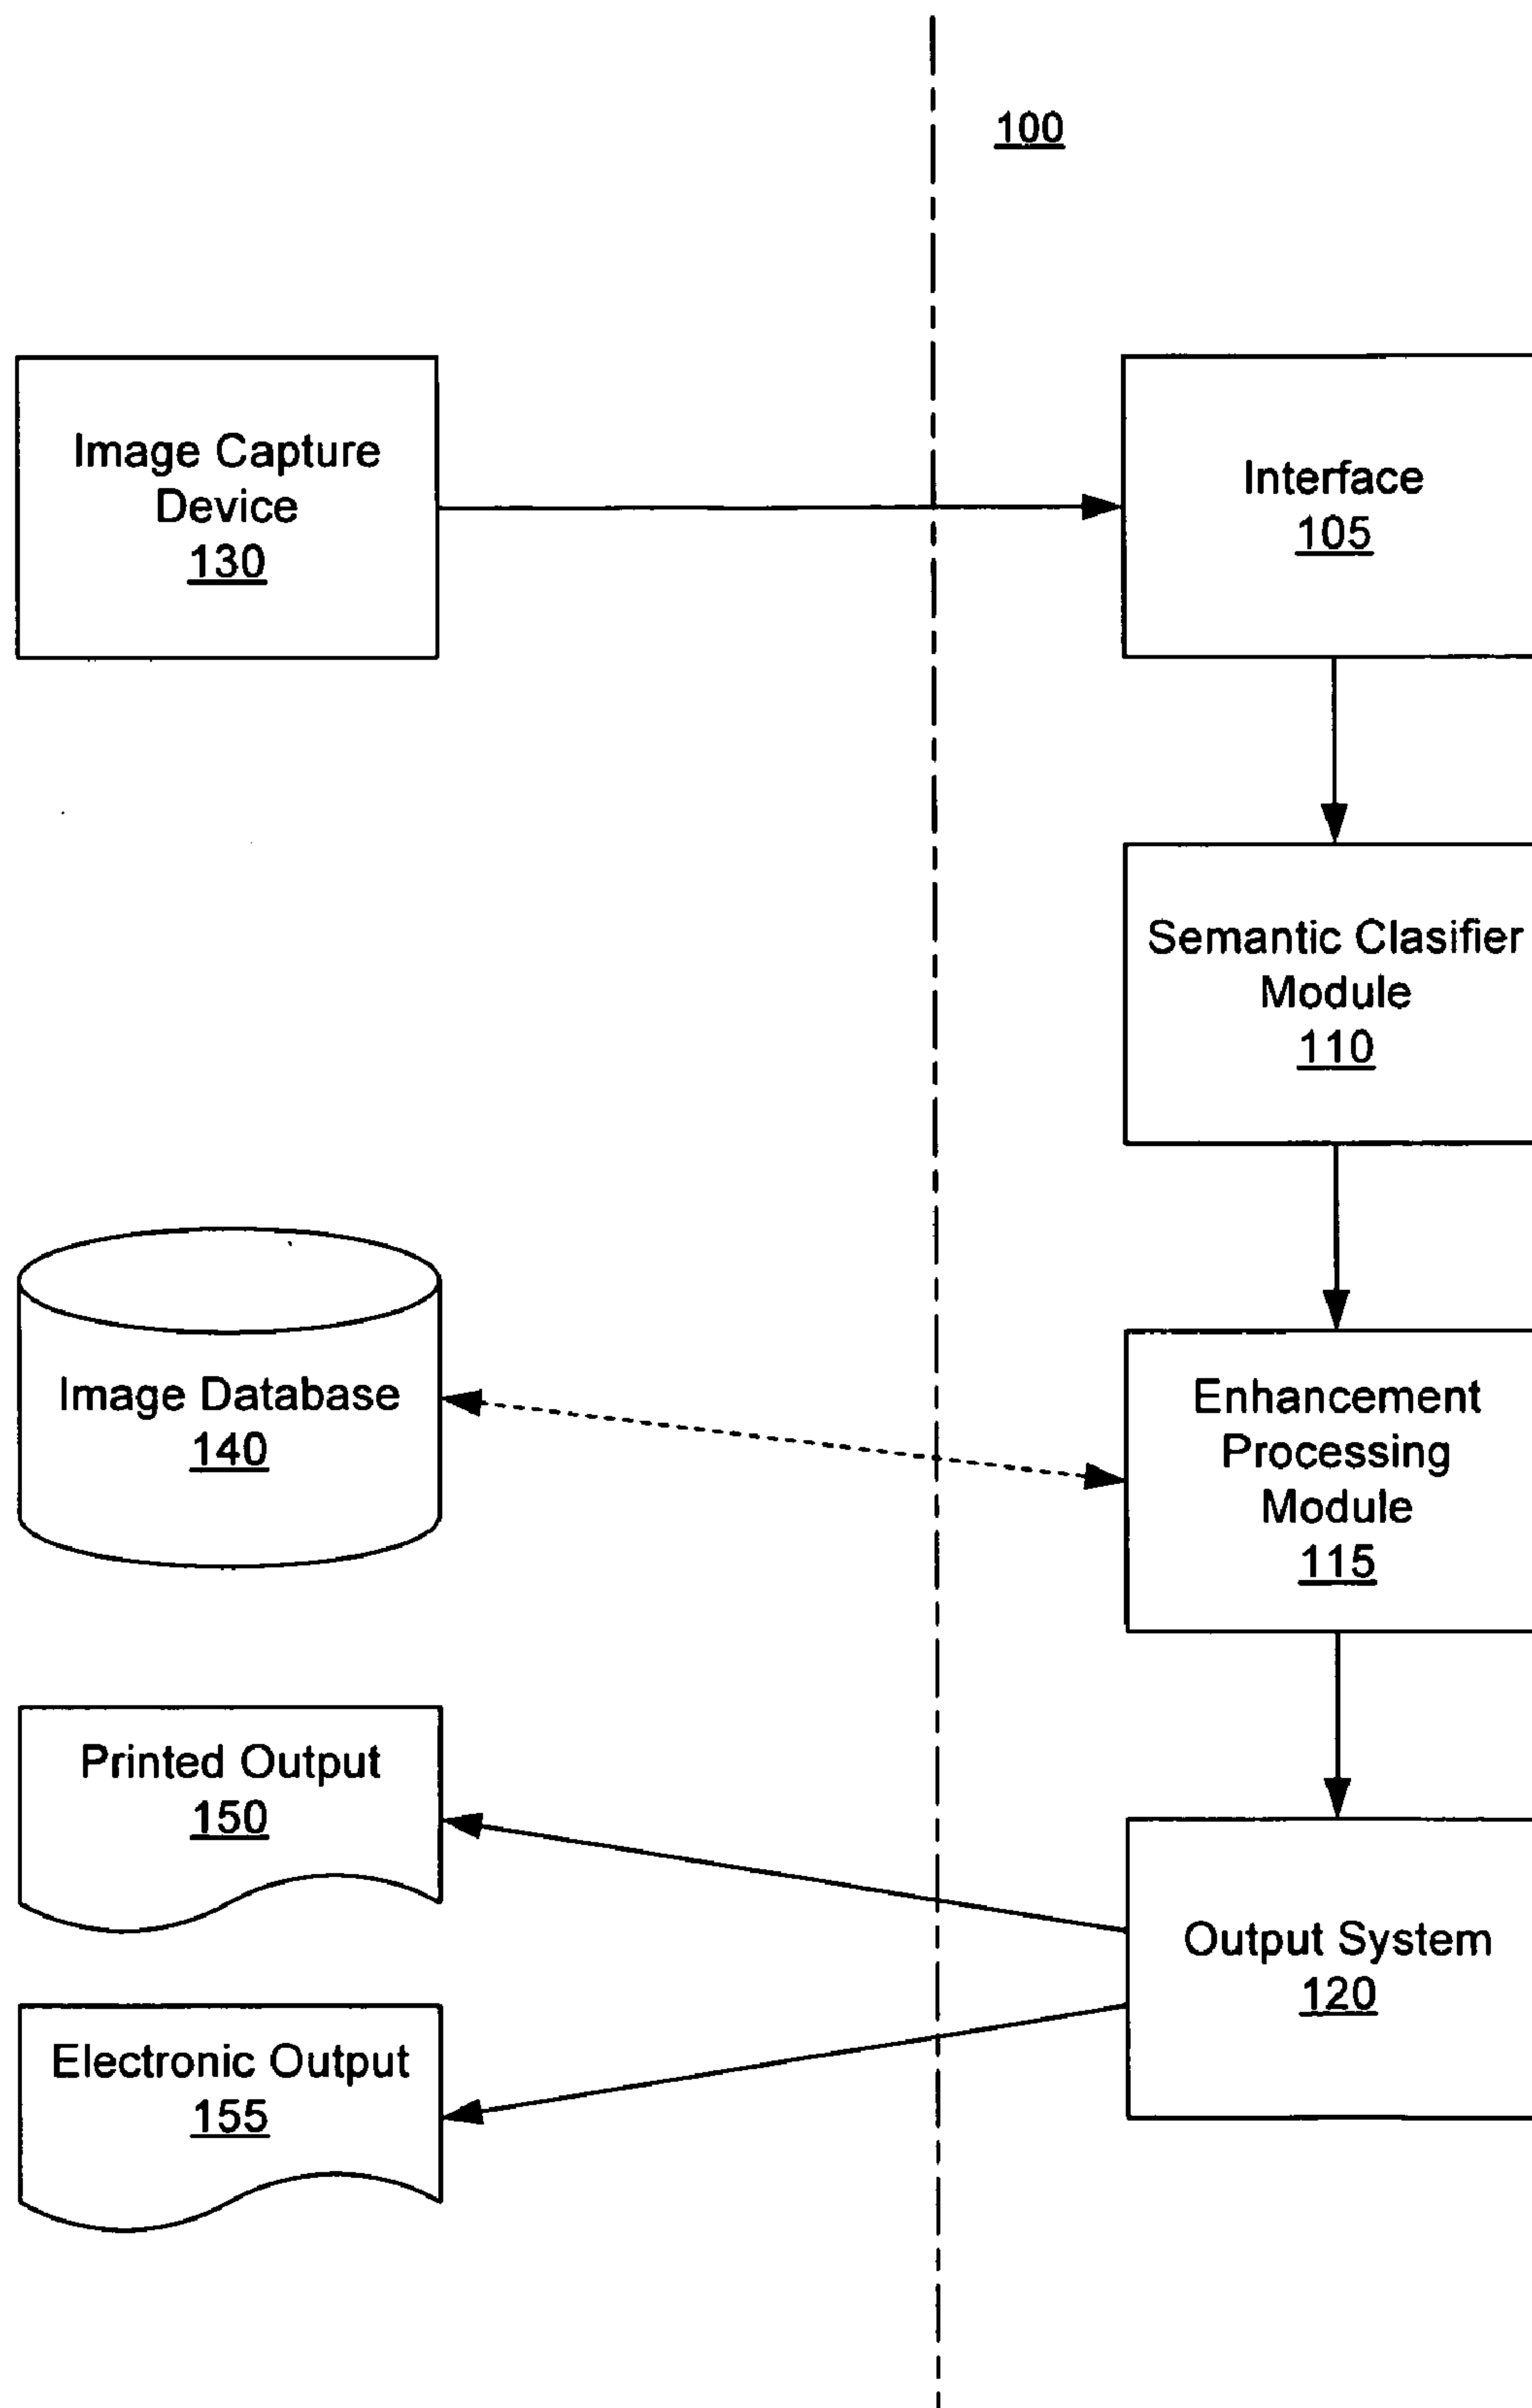 100
Image Capture
Device
130
Interface
105
Semantic Clasifier
Module
110
Image Database
140
Enhancement
Processing
Module
115
Printed Output
150
Output System
120
Electronic Output
155